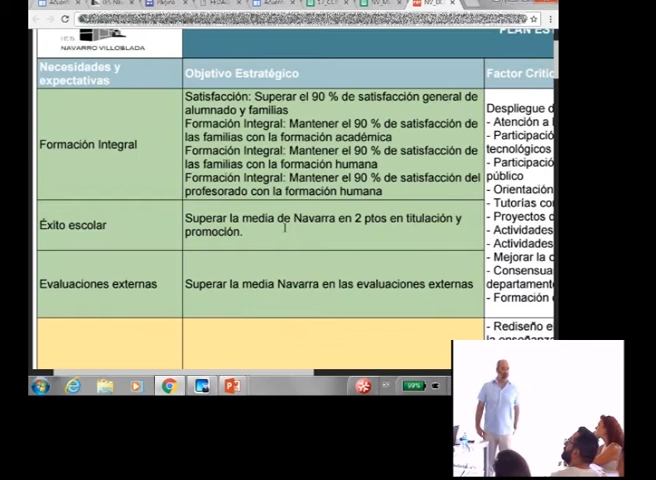 PLAN EST
NAVARRO VILLOSLADA
Necesidades y
expectativas
Objetivo Estratégico
Factor Crític
Formación Integral
Satisfacción: Superar el 90 % de satisfacción general de
alumnado y familias
Formación Integral: Mantener el 90 % de satisfacción de
las familias con la formación académica
Formación Integral: Mantener el 90 % de satisfacción de
las familias con la formación humana
Formación Integral: Mantener el 90 % de satisfacción del
profesorado con la formación humana
Despliegue d
- Atención a l
- Participació
tecnológicos
- Participació
público
- Orientación
- Tutorías co
- Proyectos d
- Actividades
- Actividades
- Mejorar la c
- Consensua
departament
- Formación
Éxito escolar
Superar la media de Navarra en 2 ptos en titulación y
promoción.
Evaluaciones externas
Superar la media Navarra en las evaluaciones externas
- Rediseño e
la enseñanza
99%